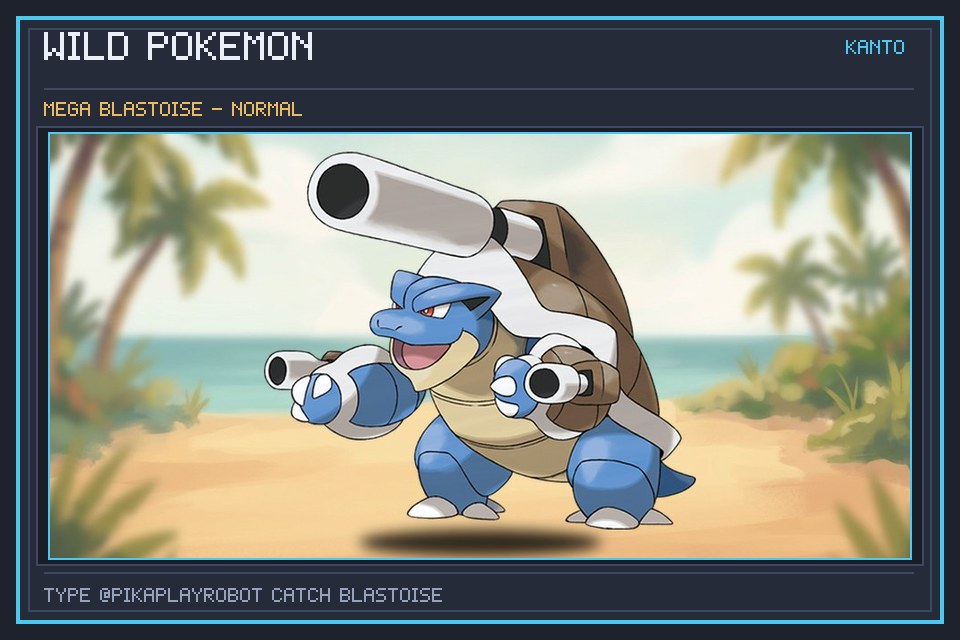 WILD POKEMON
KANTO
MEGA BLASTOISE - NORMAL
TYPE @PIKAPLAYROBOT CATCH BLASTOISE